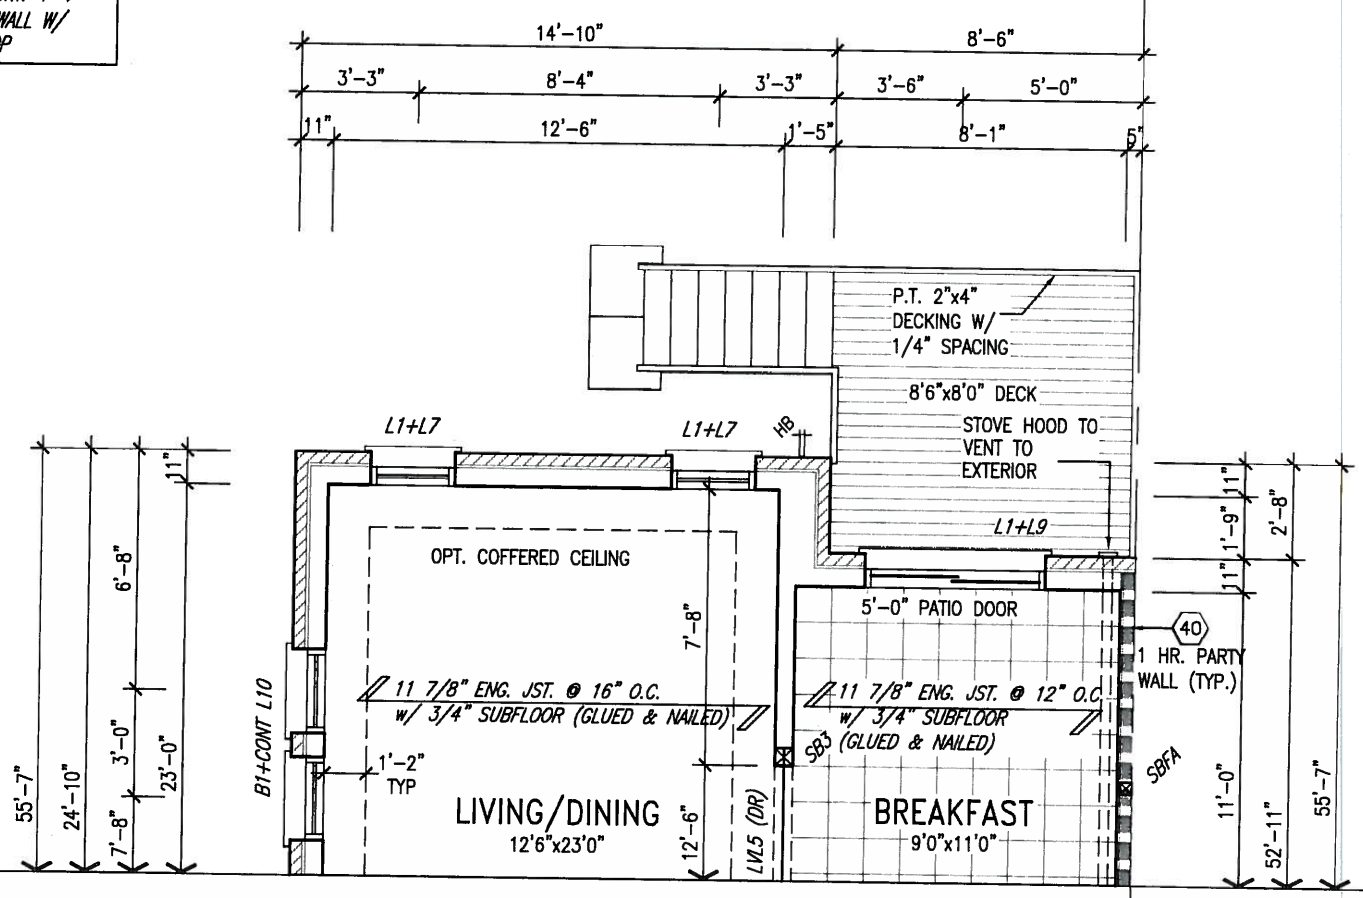 WALL W/
14'-10"
8'-6"
3'-3"
8'-4"
3'-3"
3'-6"
5'-0"
11"
12'-6"
1'-5"
8'-1"
5"
P.T. 2"x4"
DECKING W/
1/4" SPACING
8'6"x8'0" DECK
STOVE HOOD TO
VENT TO
EXTERIOR
L1+L7
L1+L7
HB
L1+L9
OPT. COFFERED CEILING
5'-0" PATIO DOOR
40
1 HR. PARTY
WALL (TYP.)
11 7/8" ENG. JST. @ 16" O.C.
w/ 3/4" SUBFLOOR (GLUED & NAILED)
11 7/8" ENG. JST. @ 12" O.C.
w/ 3/4" SUBFLOOR
(GLUED & NAILED)
SB3
SBFA
B1+CONT L10
1'-2"
TYP
LIVING/DINING
12'6"x23'0"
BREAKFAST
9'0"x11'0"
LVL5 (DR)
7'-8"
12'-6"
55'-7"
24'-10"
6'-8"
3'-0"
7'-8"
11"
23'-0"
11"
1'-9"
11"
11'-0"
2'-8"
52'-11"
55'-7"